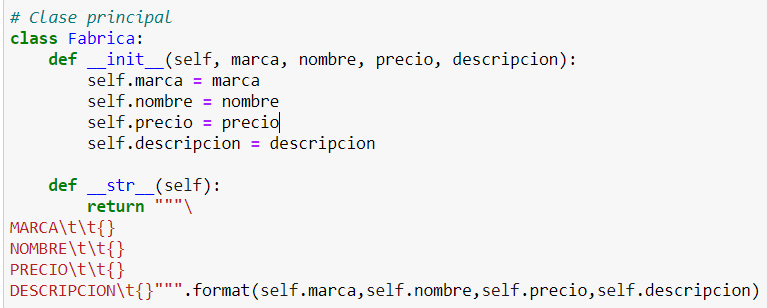 # Clase principal
class Fabrica:
    def __init__(self, marca, nombre, precio, descripcion):
        self.marca = marca
        self.nombre = nombre
        self.precio = precio
        self.descripcion = descripcion

    def __str__(self):
        return """\
MARCA\t\t{}
NOMBRE\t\t{}
PRECIO\t\t{}
DESCRIPCION\t{}""".format(self.marca,self.nombre,self.precio,self.descripcion)